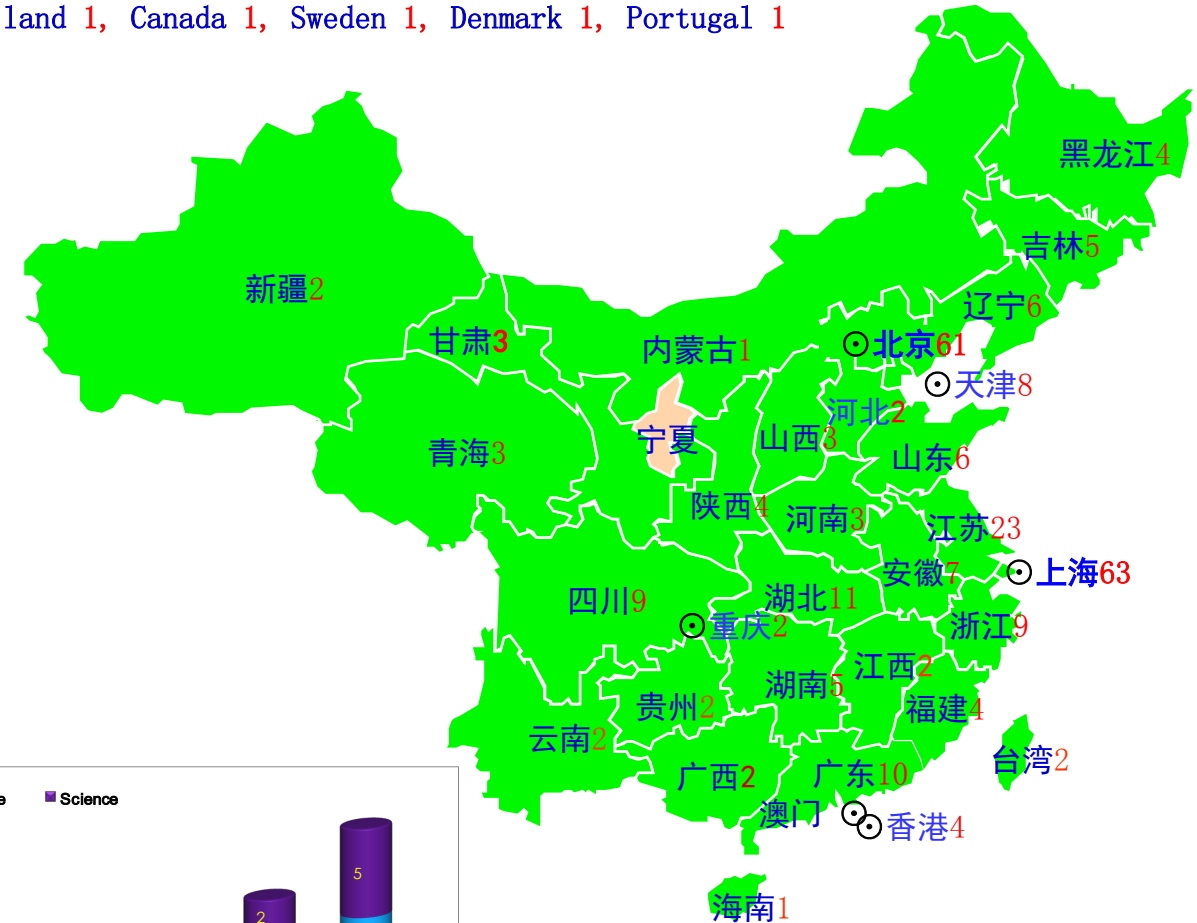 land 1, Canada 1, Sweden 1, Denmark 1, Portugal 1
黑龙江4
吉林5
新疆2
辽宁6
甘肃3
北京61
内蒙古1
天津8
河北2
宁夏
山西3
青海3
山东6
陕西4
河南3
江苏23
安徽7
上海63
四川9
湖北11
重庆2
浙江9
江西2
湖南5
贵州2
福建4
云南2
台湾2
广西2
广东10
e
Science
澳门
香港4
5
海南1
2